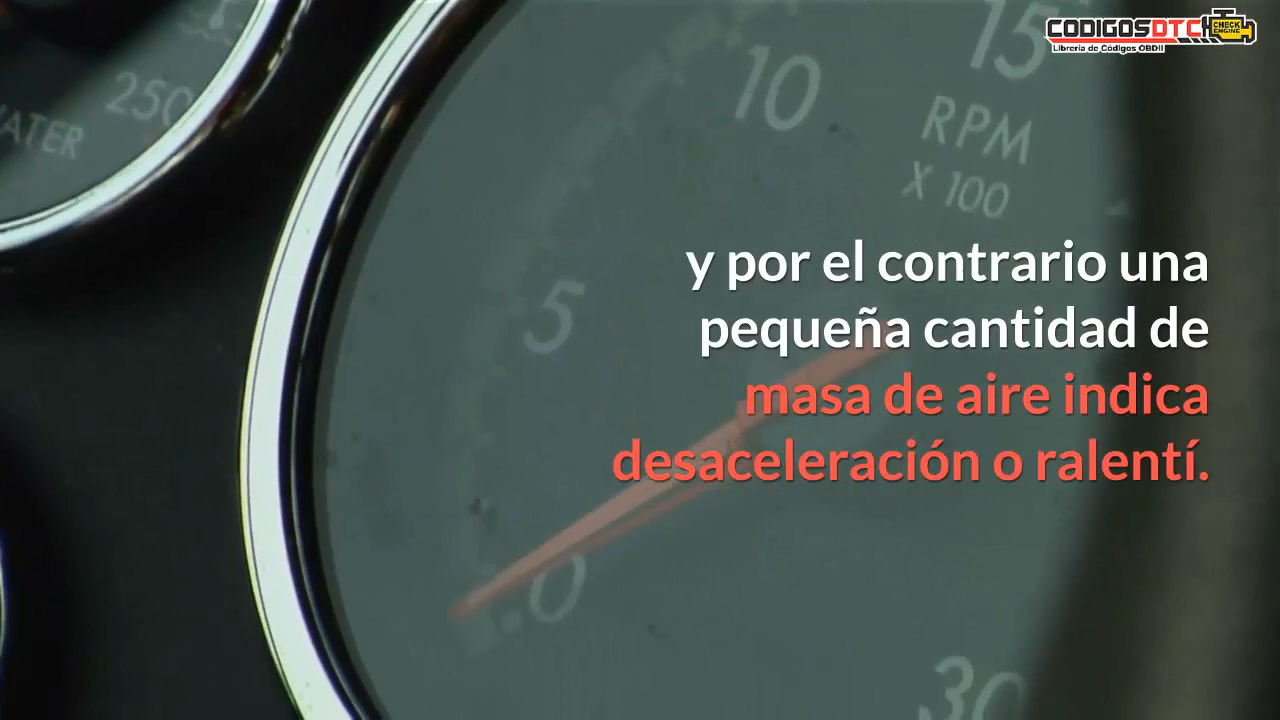 CODIGOSDTC
CHECK
ENGINE
Librería de Códigos OBDII
15
10
RPM
X 100
250
WATER
5
0
30
y por el contrario una
pequeña cantidad de
masa de aire indica
desaceleración o ralentí.